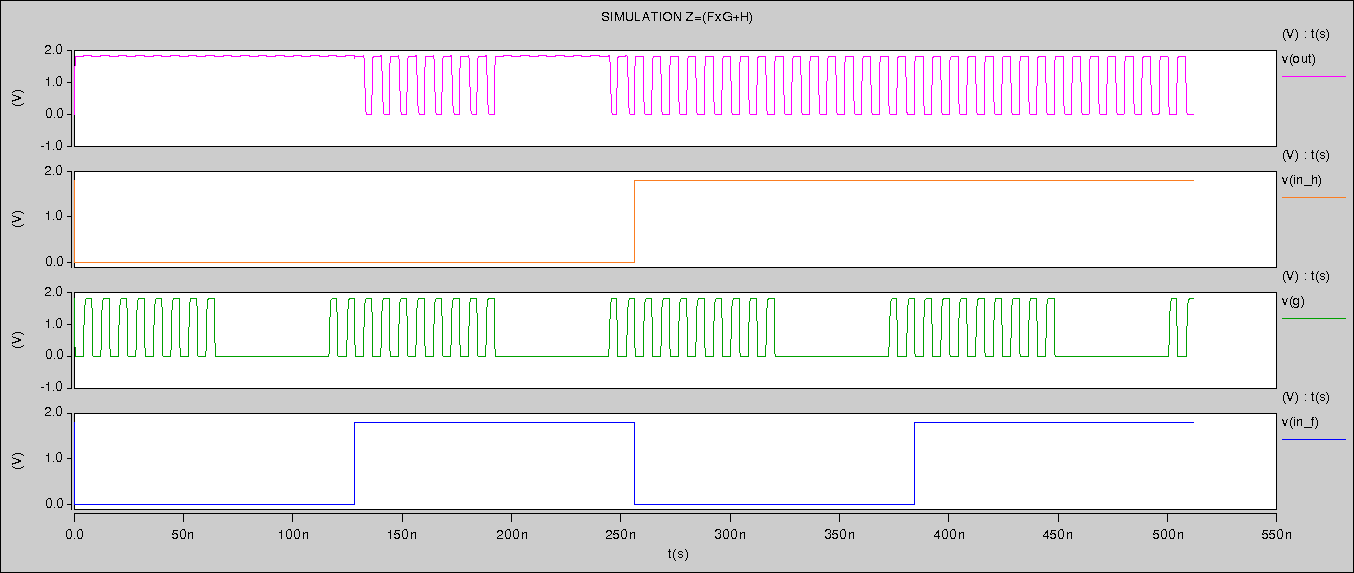 SIMULATION Z=(FxG+H)
(V) : t(s)
v(out)
2.0
1.0
0.0
-1.0
(V)
(V) : t(s)
v(in_h)
2.0
1.0
0.0
(V)
(V) : t(s)
v(g)
2.0
1.0
0.0
-1.0
(V)
(V) : t(s)
v(in_f)
2.0
1.0
0.0
(V)
0.0 50n 100n 150n 200n 250n 300n 350n 400n 450n 500n 550n
t(s)